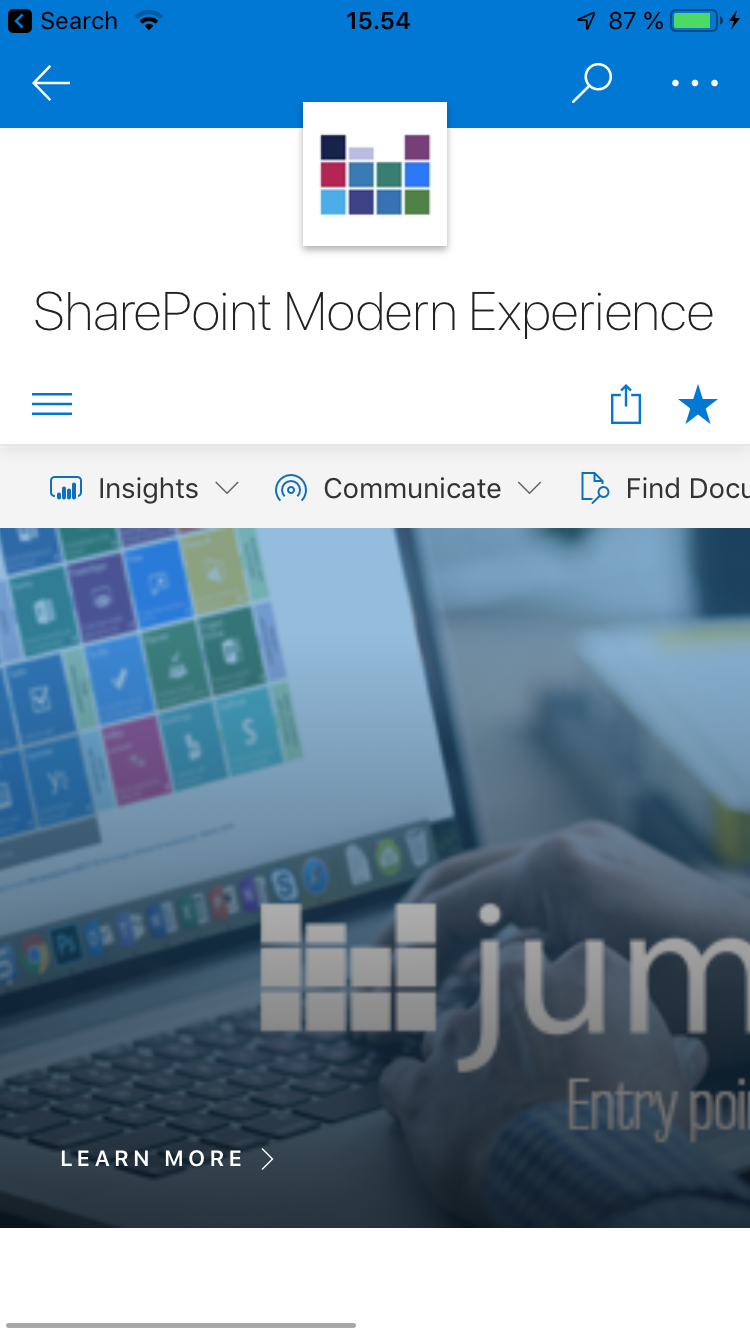 Search
15.54
87 %
SharePoint Modern Experience
Insights
Communicate
Find Docu
jum
Entry poi
LEARN MORE